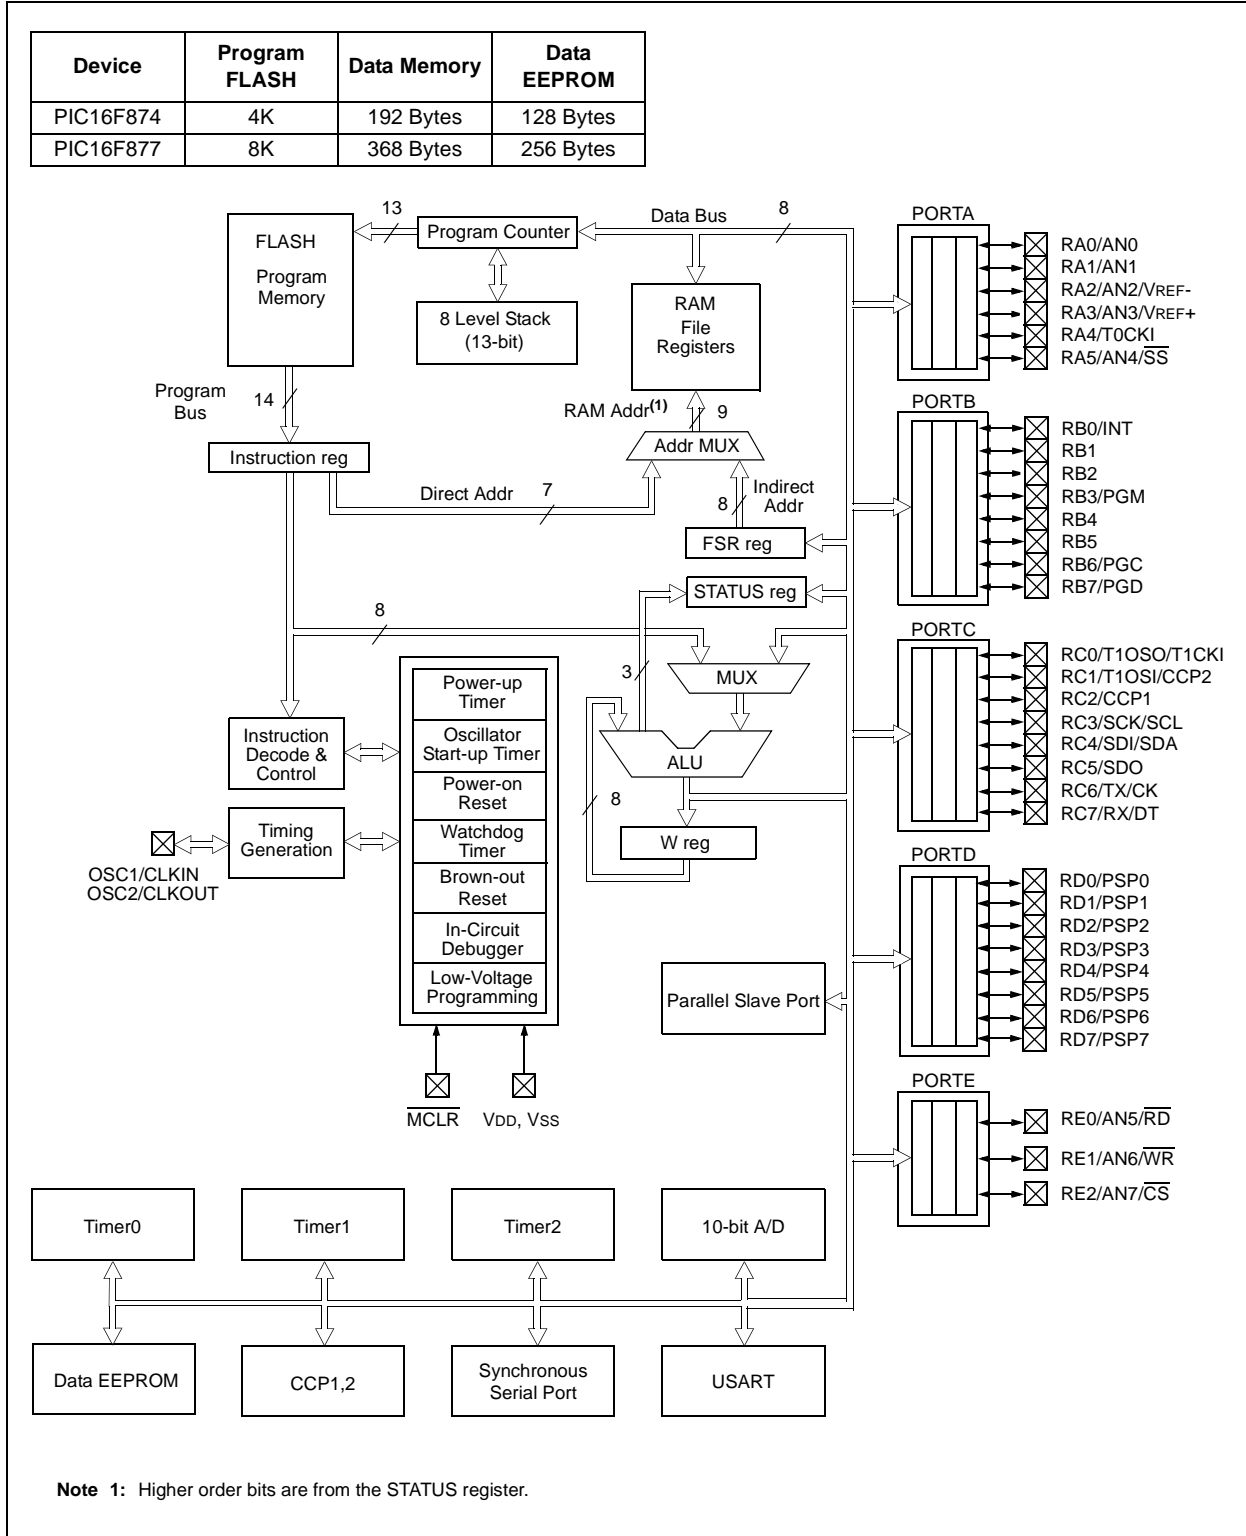 Device Program FLASH Data Memory Data EEPROM
PIC16F874 4K 192 Bytes 128 Bytes
PIC16F877 8K 368 Bytes 256 Bytes
FLASH
Program
Memory
13
Program Counter
Data Bus
8
8 Level Stack
(13-bit)
RAM
File
Registers
Program
Bus
14
RAM Addr(1)
9
Addr MUX
Instruction reg
Direct Addr
7
8
Indirect
Addr
FSR reg
STATUS reg
8
3
MUX
ALU
8
W reg
Instruction
Decode &
Control
Timing
Generation
OSC1/CLKIN
OSC2/CLKOUT
Power-up
Timer
Oscillator
Start-up Timer
Power-on
Reset
Watchdog
Timer
Brown-out
Reset
In-Circuit
Debugger
Low-Voltage
Programming
MCLR
VDD, VSS
Parallel Slave Port
PORTA
RA0/AN0
RA1/AN1
RA2/AN2/VREF-
RA3/AN3/VREF+
RA4/T0CKI
RA5/AN4/SS
PORTB
RB0/INT
RB1
RB2
RB3/PGM
RB4
RB5
RB6/PGC
RB7/PGD
PORTC
RC0/T1OSO/T1CKI
RC1/T1OSI/CCP2
RC2/CCP1
RC3/SCK/SCL
RC4/SDI/SDA
RC5/SDO
RC6/TX/CK
RC7/RX/DT
PORTD
RD0/PSP0
RD1/PSP1
RD2/PSP2
RD3/PSP3
RD4/PSP4
RD5/PSP5
RD6/PSP6
RD7/PSP7
PORTE
RE0/AN5/RD
RE1/AN6/WR
RE2/AN7/CS
Timer0
Timer1
Timer2
10-bit A/D
Data EEPROM
CCP1,2
Synchronous
Serial Port
USART
Note 1: Higher order bits are from the STATUS register.